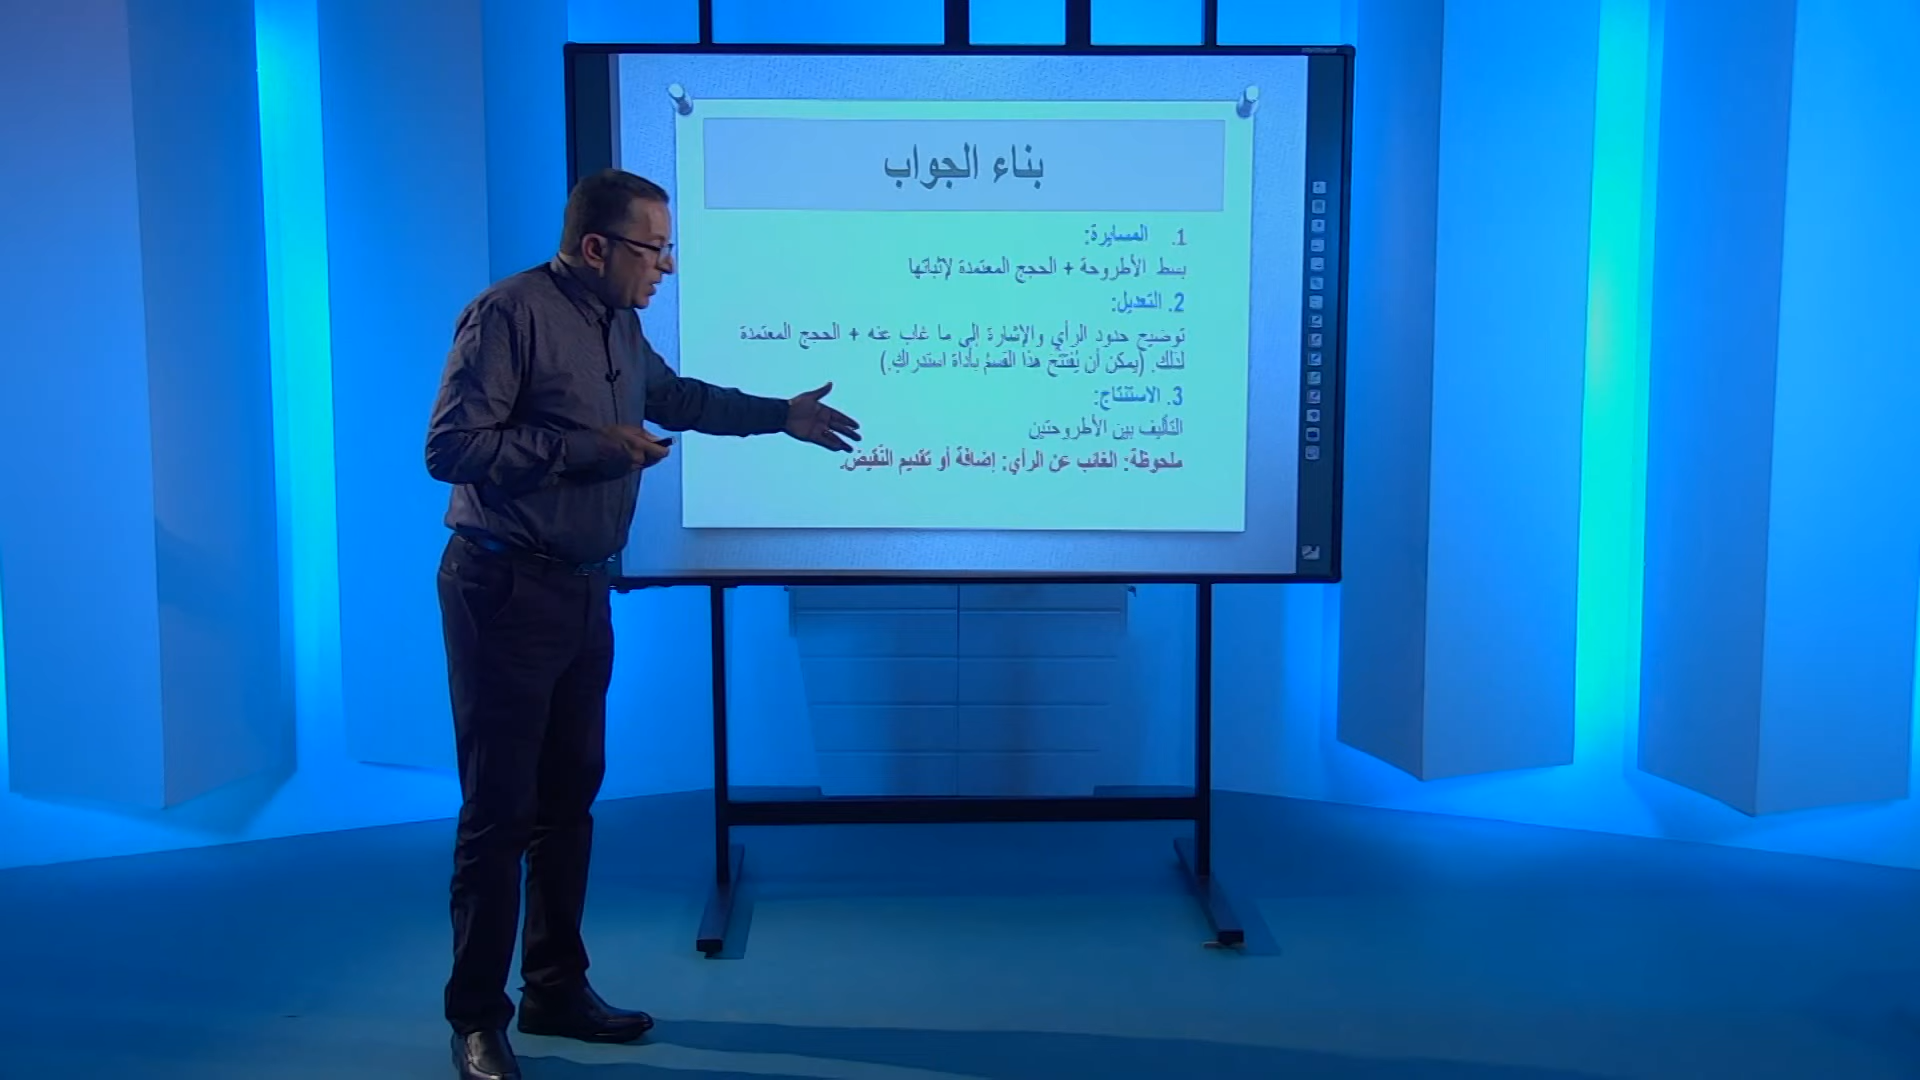 بناء الجواب
1. المسايرة:
بسط الأطروحة + الحجج المعتمدة لإثباتها
2. التعديل:
توضيح حدود الرأي والإشارة إلى ما غاب عنه + الحجج المعتمدة
لذلك. (يمكن أن يُفتتح هذا القسم بأداة استدراك.)
3. الاستنتاج:
التأليف بين الأطروحتين
ملحوظة: الغائب عن الرأي: إضافة أو تقديم النقيض.